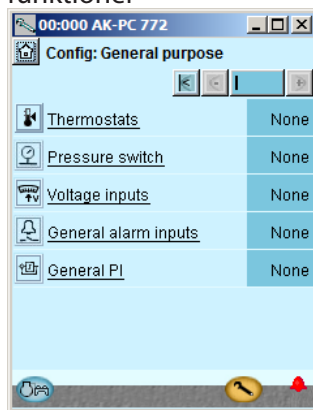 funktioner
00:000 AK-PC 772
Config: General purpose
Thermostats None
Pressure switch None
Voltage inputs None
General alarm inputs None
General PI None